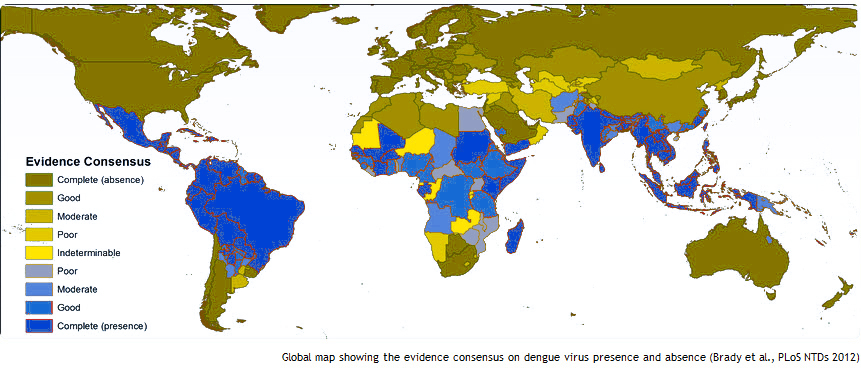 Evidence Consensus
Complete (absence)
Good
Moderate
Poor
Indeterminable
Poor
Moderate
Good
Complete (presence)
Global map showing the evidence consensus on dengue virus presence and absence (Brady et al., PLoS NTDs 2012)